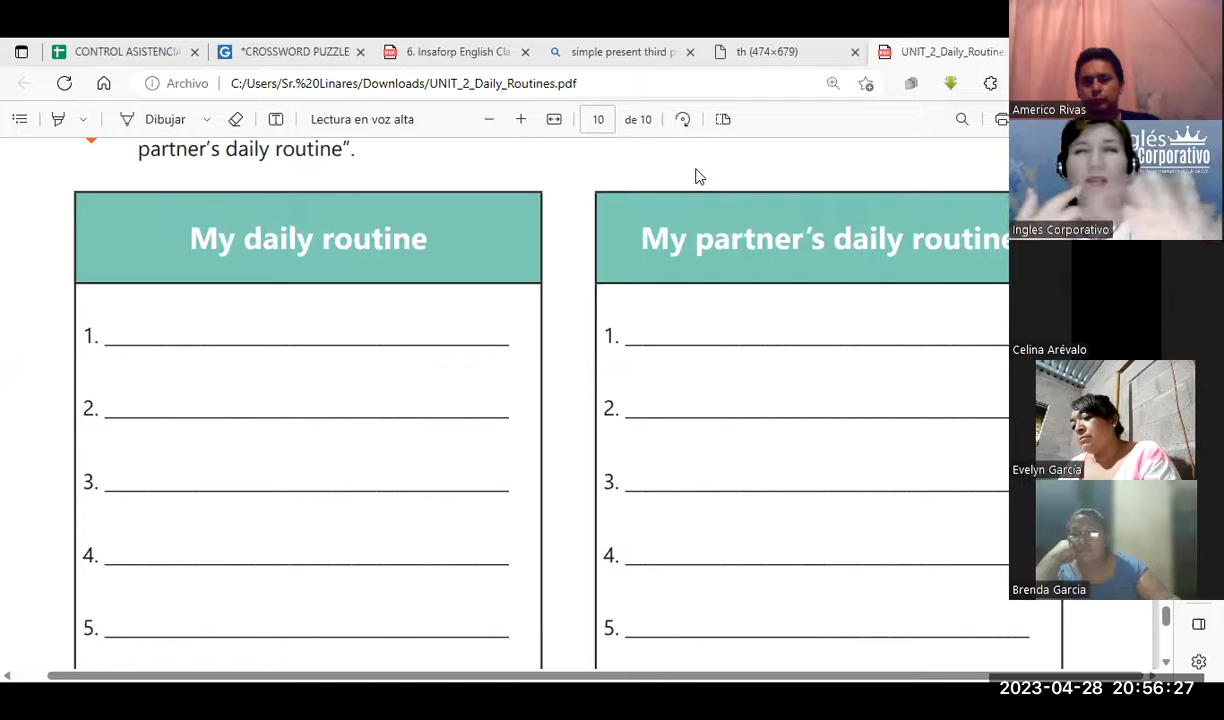 CONTROL ASISTENCIA
*CROSSWORD PUZZLE
6. Insaforp English Cla
simple present third p
th (474×679)
UNIT_2_Daily_Routine
Archivo
C:/Users/Sr.%20Linares/Downloads/UNIT_2_Daily_Routines.pdf
Dibujar
Lectura en voz alta
10 de 10
partner's daily routine".
My daily routine
My partner's daily routine
1.
2.
3.
4.
5.
1.
2.
3.
4.
5.
Americo Rivas
glés
Corporativo
Ingles Corporativo
Celina Arévalo
Evelyn García
Brenda Garcia
2023-04-28 20:56:27